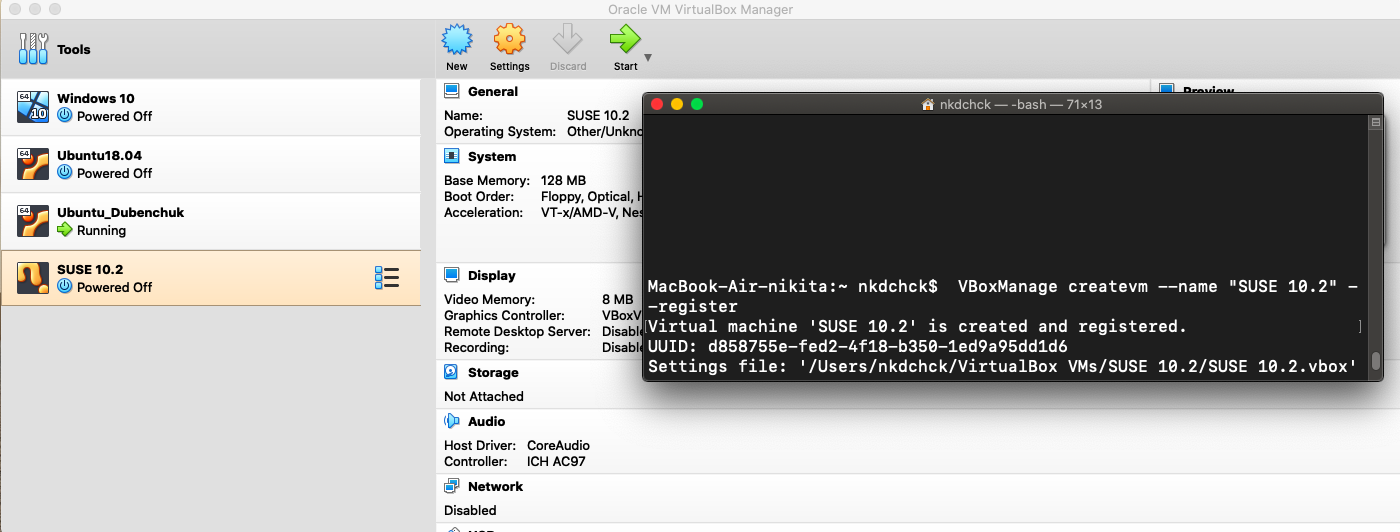 Oracle VM VirtualBox Manager
Tools
New
Settings
Discard
Start
64
10
Windows 10
Powered Off
64
Ubuntu18.04
Powered Off
64
Ubuntu_Dubenchuk
Running
SUSE 10.2
Powered Off
General
Name: SUSE 10.2
Operating System: Other/Unkno
System
Base Memory: 128 MB
Boot Order: Floppy, Optical, H
Acceleration: VT-x/AMD-V, Nes
Display
Video Memory: 8 MB
Graphics Controller: VBoxV
Remote Desktop Server: Disable
Recording: Disable
Storage
Not Attached
Audio
Host Driver: CoreAudio
Controller: ICH AC97
Network
Disabled
Preview
nkdchck — -bash — 71×13
MacBook-Air-nikita:~ nkdchck$  VBoxManage createvm --name "SUSE 10.2" -
-register
[Virtual machine 'SUSE 10.2' is created and registered. ]
UUID: d858755e-fed2-4f18-b350-1ed9a95dd1d6
Settings file: '/Users/nkdchck/VirtualBox VMs/SUSE 10.2/SUSE 10.2.vbox'